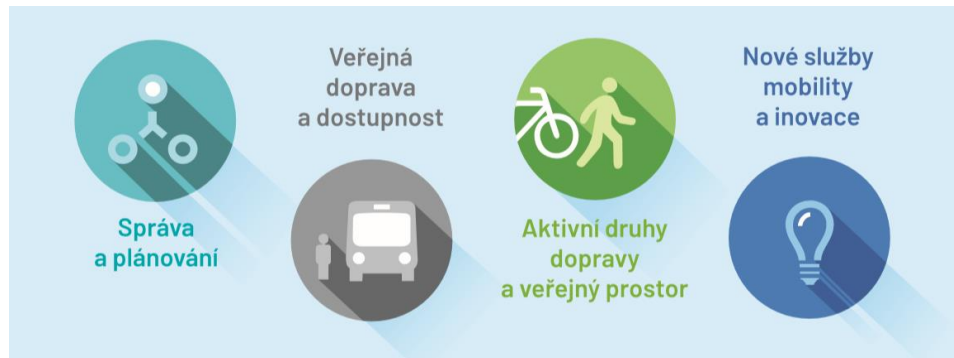 Správa
a plánování
Veřejná
doprava
a dostupnost
Aktivní druhy
dopravy
a veřejný prostor
Nové služby
mobility
a inovace